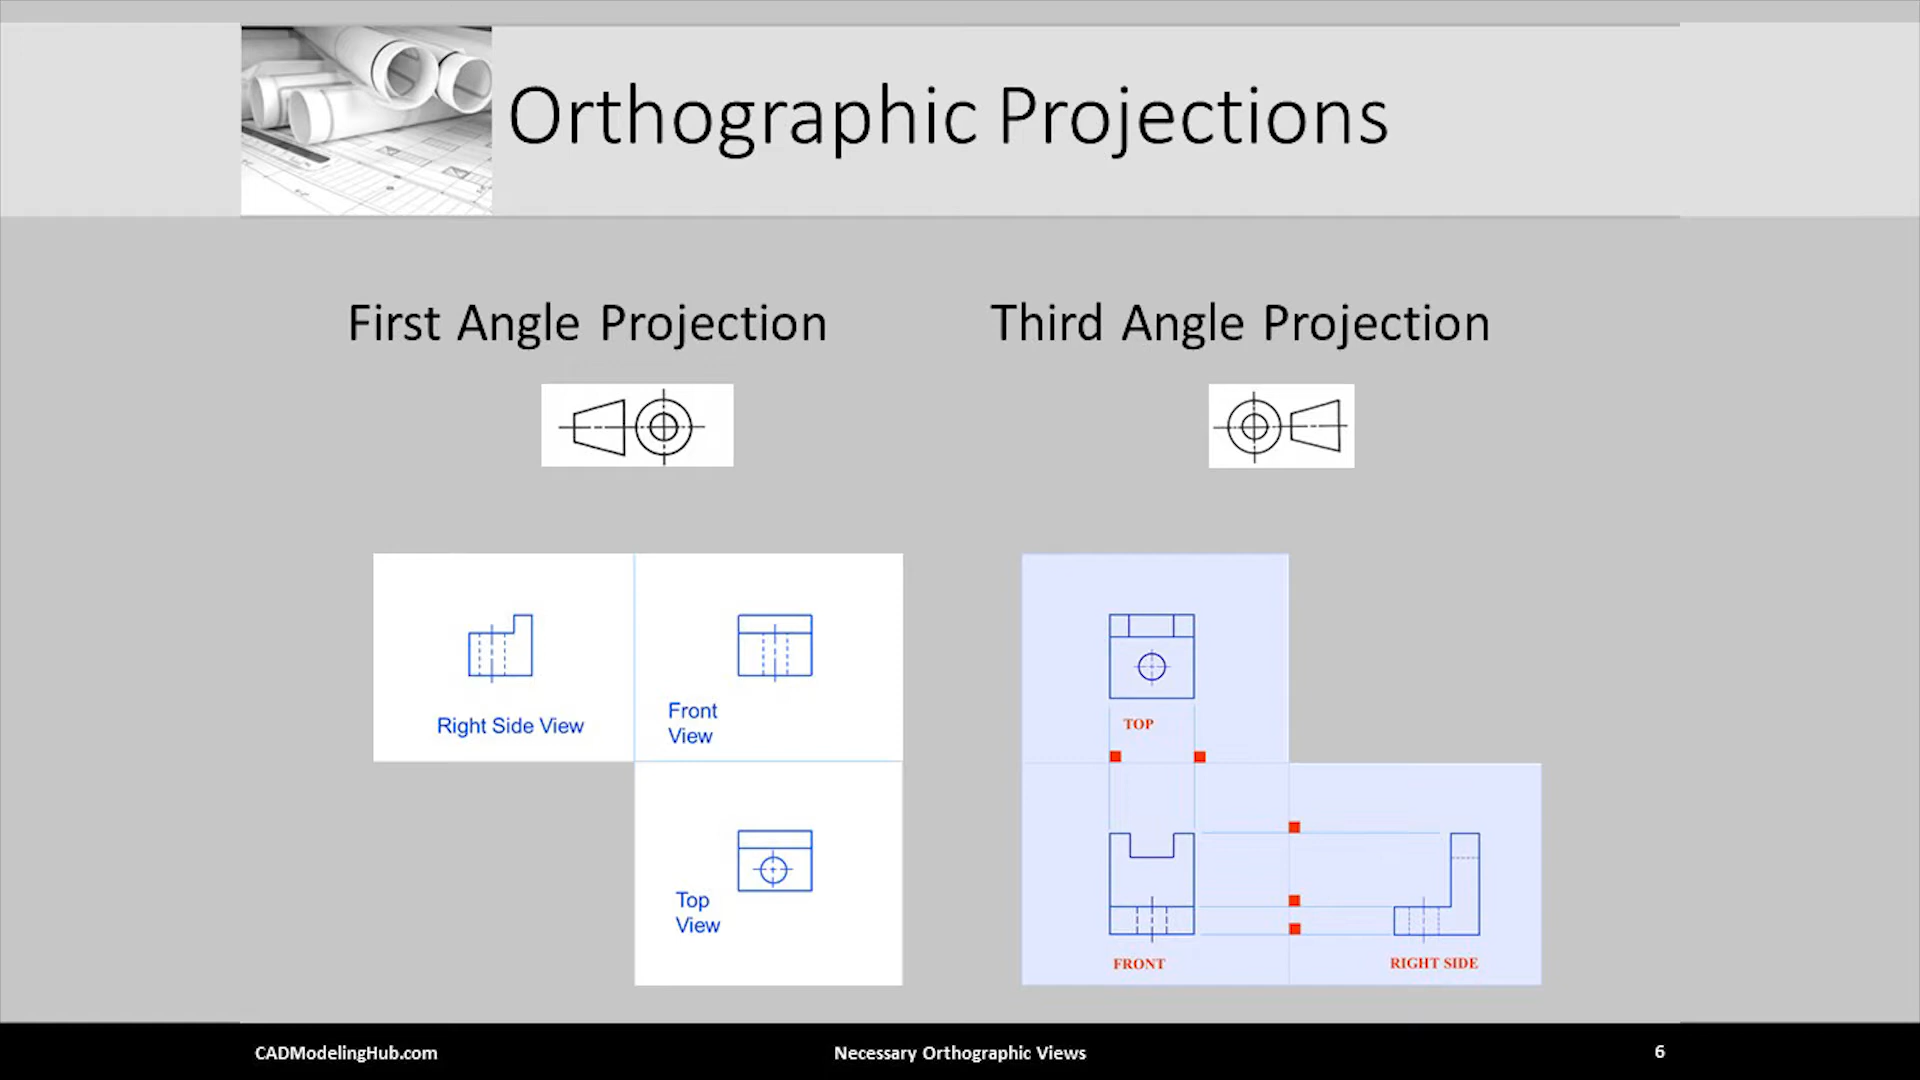 Orthographic Projections
First Angle Projection
Third Angle Projection
Right Side View
Front
View
Top
View
TOP
FRONT
RIGHT SIDE
CADModelingHub.com
Necessary Orthographic Views
6